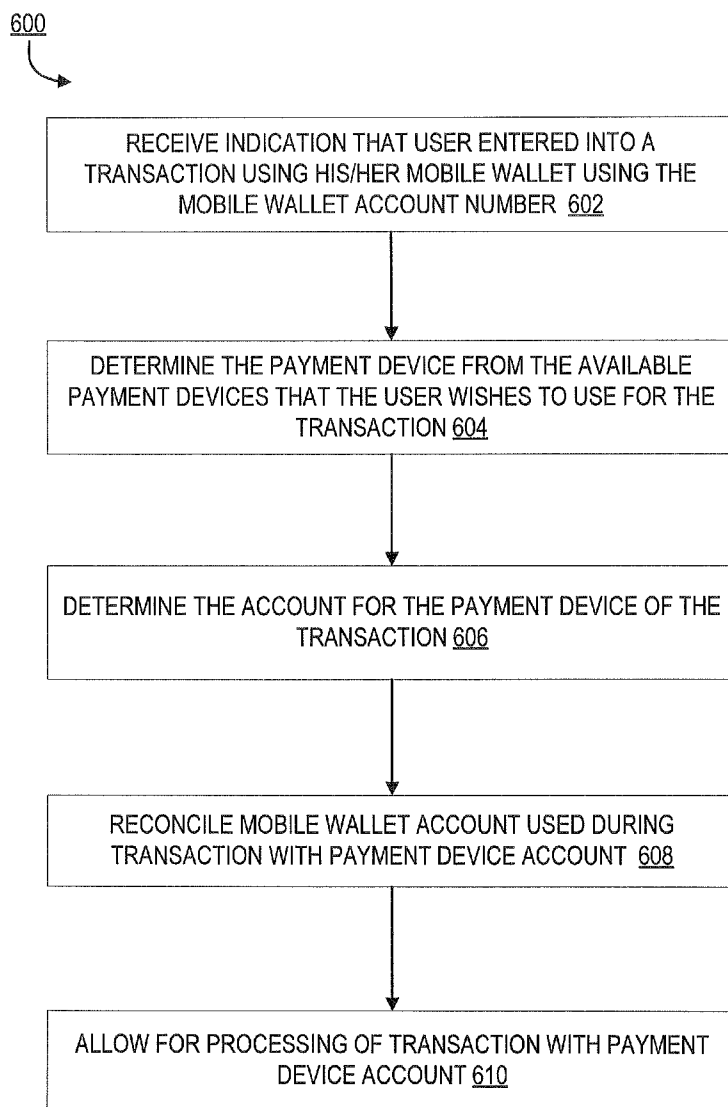 600
RECEIVE INDICATION THAT USER ENTERED INTO A
TRANSACTION USING HIS/HER MOBILE WALLET USING THE
MOBILE WALLET ACCOUNT NUMBER 602
DETERMINE THE PAYMENT DEVICE FROM THE AVAILABLE
PAYMENT DEVICES THAT THE USER WISHES TO USE FOR THE
TRANSACTION 604
DETERMINE THE ACCOUNT FOR THE PAYMENT DEVICE OF THE
TRANSACTION 606
RECONCILE MOBILE WALLET ACCOUNT USED DURING
TRANSACTION WITH PAYMENT DEVICE ACCOUNT 608
ALLOW FOR PROCESSING OF TRANSACTION WITH PAYMENT
DEVICE ACCOUNT 610